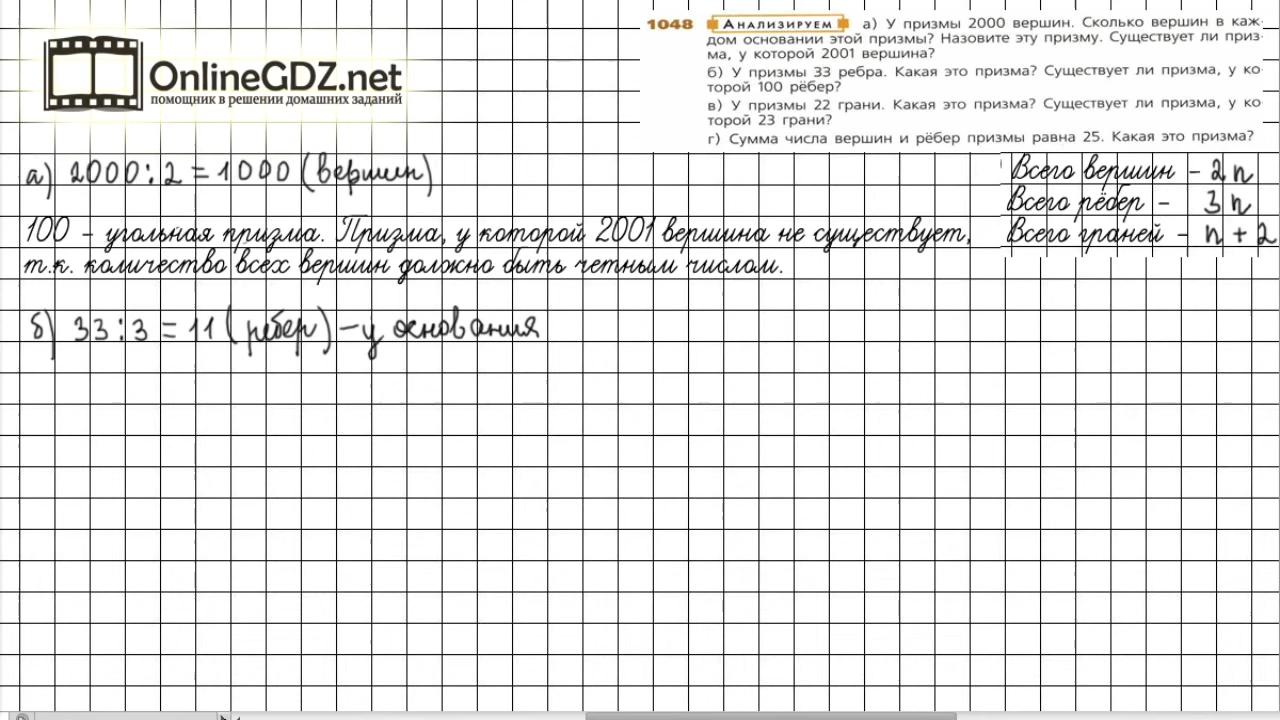 OnlineGDZ.net
помощник в решении домашних заданий
1048 Анализируем а) У призмы 2000 вершин. Сколько вершин в каж-
дом основании этой призмы? Назовите эту призму. Существует ли приз-
ма, у которой 2001 вершина?
б) У призмы 33 ребра. Какая это призма? Существует ли призма, у ко-
торой 100 рёбер?
в) У призмы 22 грани. Какая это призма? Существует ли призма, у ко-
торой 23 грани?
г) Сумма числа вершин и рёбер призмы равна 25. Какая это призма?
Всего вершин - 2n
Всего рёбер - 3n
Всего граней - n + 2
а) 2000 : 2 = 1000 (вершин)
100 - угольная призма. Призма, у которой 2001 вершина не существует,
т.к. количество всех вершин должно быть четным числом.
б) 33 : 3 = 11 (ребер) - у основания